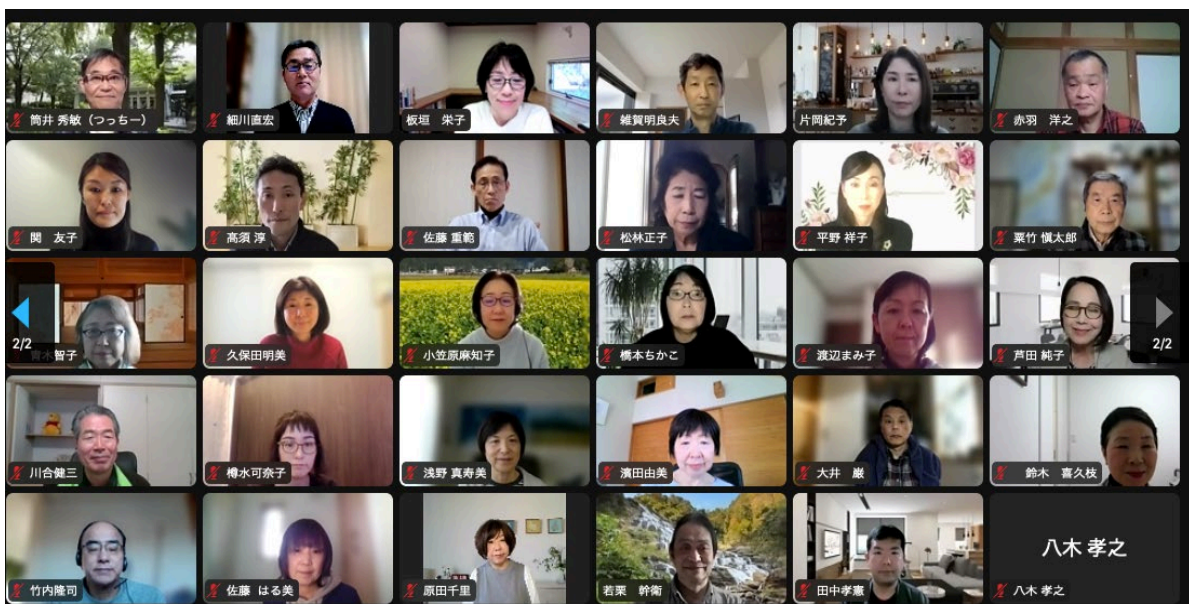 筒井 秀敏（つっちー）
細川直宏
板垣 栄子
雑賀明良夫
片岡紀予
赤羽 洋之
関 友子
高須 淳
佐藤 重範
松林正子
平野 祥子
粟竹 慎太郎
2/2
青木智子
久保田明美
小笠原麻知子
橋本ちかこ
渡辺まみ子
芦田 純子
2/2
川合健三
樽水可奈子
浅野 真寿美
濱田由美
大井 巌
鈴木 喜久枝
竹内隆司
佐藤 はる美
原田千里
若栗 幹衛
田中孝憲
八木 孝之
八木 孝之